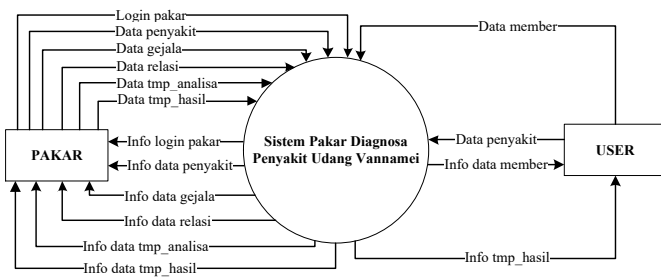 Login pakar
Data penyakit
Data gejala
Data relasi
Data tmp_analisa
Data tmp_hasil
Data member
PAKAR
Info login pakar
Info data penyakit
Info data gejala
Info data relasi
Info data tmp_analisa
Info data tmp_hasil
Sistem Pakar Diagnosa
Penyakit Udang Vannamei
Data penyakit
Info data member
USER
Info tmp_hasil